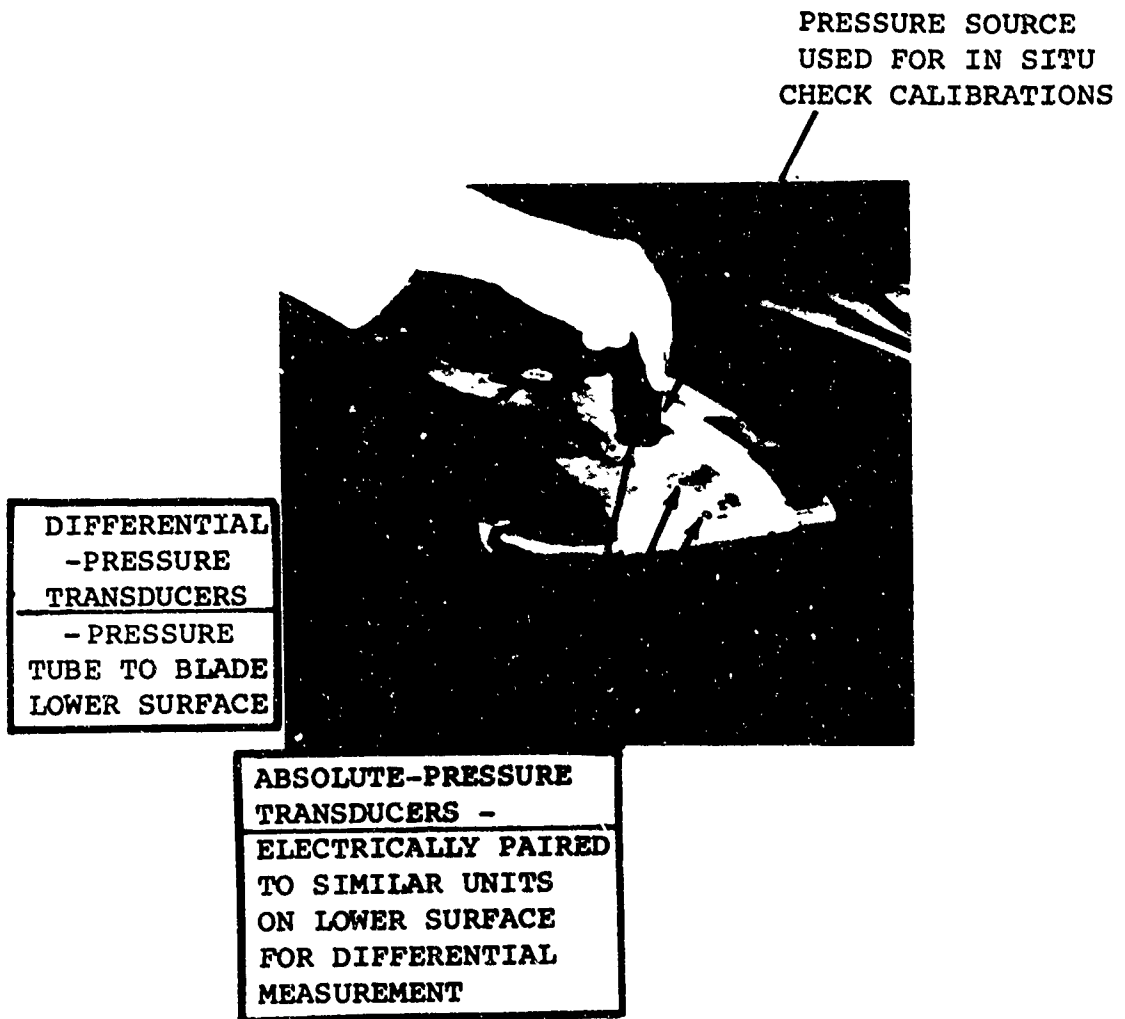 PRESSURE SOURCE
USED FOR IN SITU
CHECK CALIBRATIONS
DIFFERENTIAL
-PRESSURE
TRANSDUCERS
-PRESSURE
TUBE TO BLADE
LOWER SURFACE
ABSOLUTE-PRESSURE
TRANSDUCERS -
ELECTRICALLY PAIRED
TO SIMILAR UNITS
ON LOWER SURFACE
FOR DIFFERENTIAL
MEASUREMENT